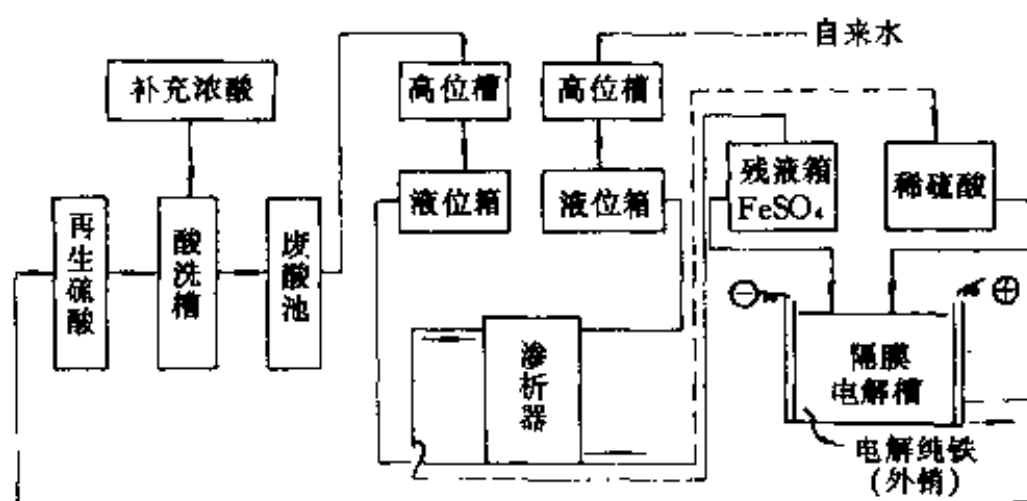 自来水
补充浓酸
高位槽
高位槽
液位箱
液位箱
残液箱
FeSO₄
稀硫酸
再生硫酸
酸洗槽
废酸池
渗析器
⊖
⊕
隔膜
电解槽
电解纯铁
(外销)